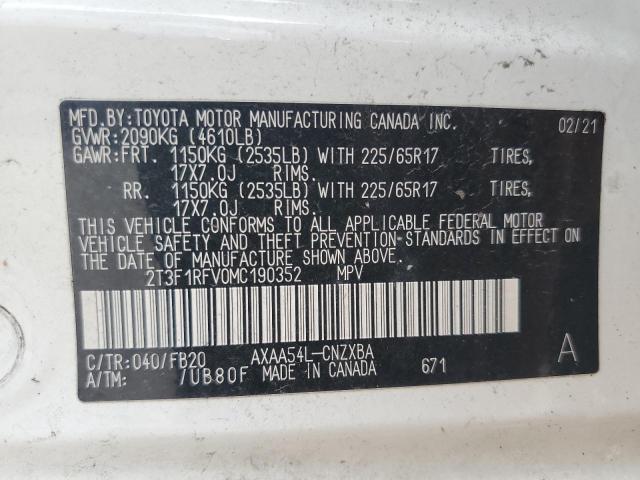 MFD.BY:TOYOTA MOTOR MANUFACTURING CANADA INC. 02/21
GVWR:2090KG (4610LB)
GAWR:FRT. 1150KG (2535LB) WITH 225/65R17 TIRES,
17X7.0J RIMS.
RR. 1150KG (2535LB) WITH 225/65R17 TIRES,
17X7.0J RIMS.
THIS VEHICLE CONFORMS TO ALL APPLICABLE FEDERAL MOTOR
VEHICLE SAFETY AND THEFT PREVENTION STANDARDS IN EFFECT ON
THE DATE OF MANUFACTURE SHOWN ABOVE.
2T3F1RFV0MC190352 MPV
C/TR:040/FB20 AXAA54L-CNZXBA A
A/TM: /UB80F MADE IN CANADA 671